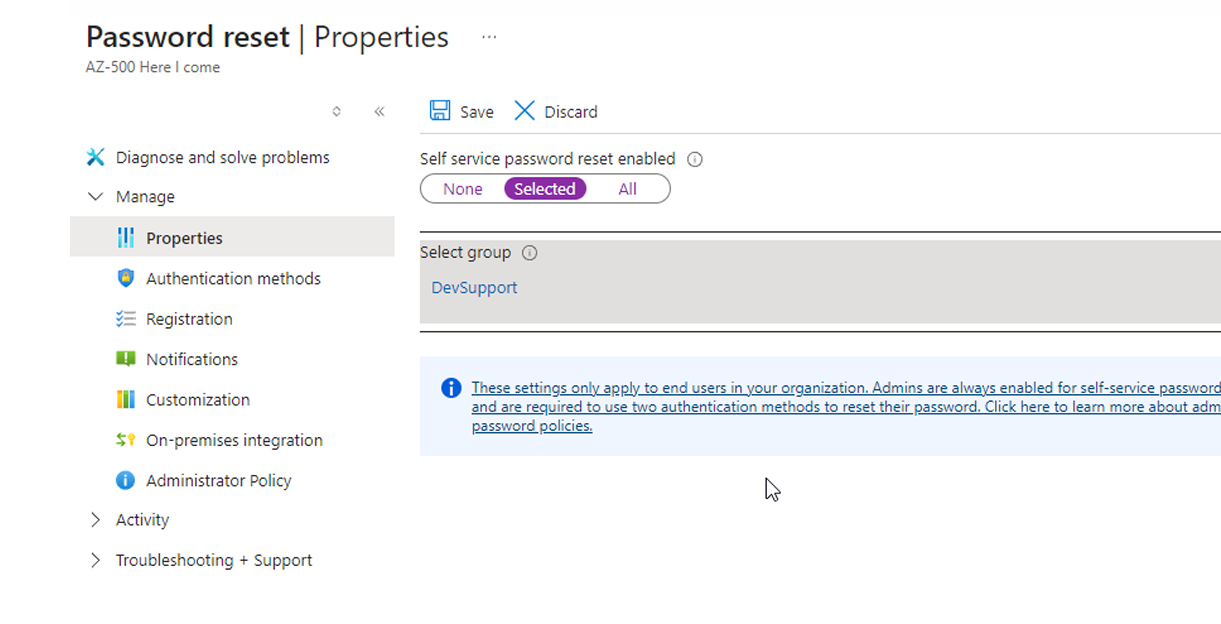 Password reset | Properties ...
AZ-500 Here I come
Save Discard
Diagnose and solve problems
Manage
Properties
Authentication methods
Registration
Notifications
Customization
On-premises integration
Administrator Policy
Activity
Troubleshooting + Support
Self service password reset enabled
None Selected All
Select group
DevSupport
These settings only apply to end users in your organization. Admins are always enabled for self-service password
and are required to use two authentication methods to reset their password. Click here to learn more about adm
password policies.